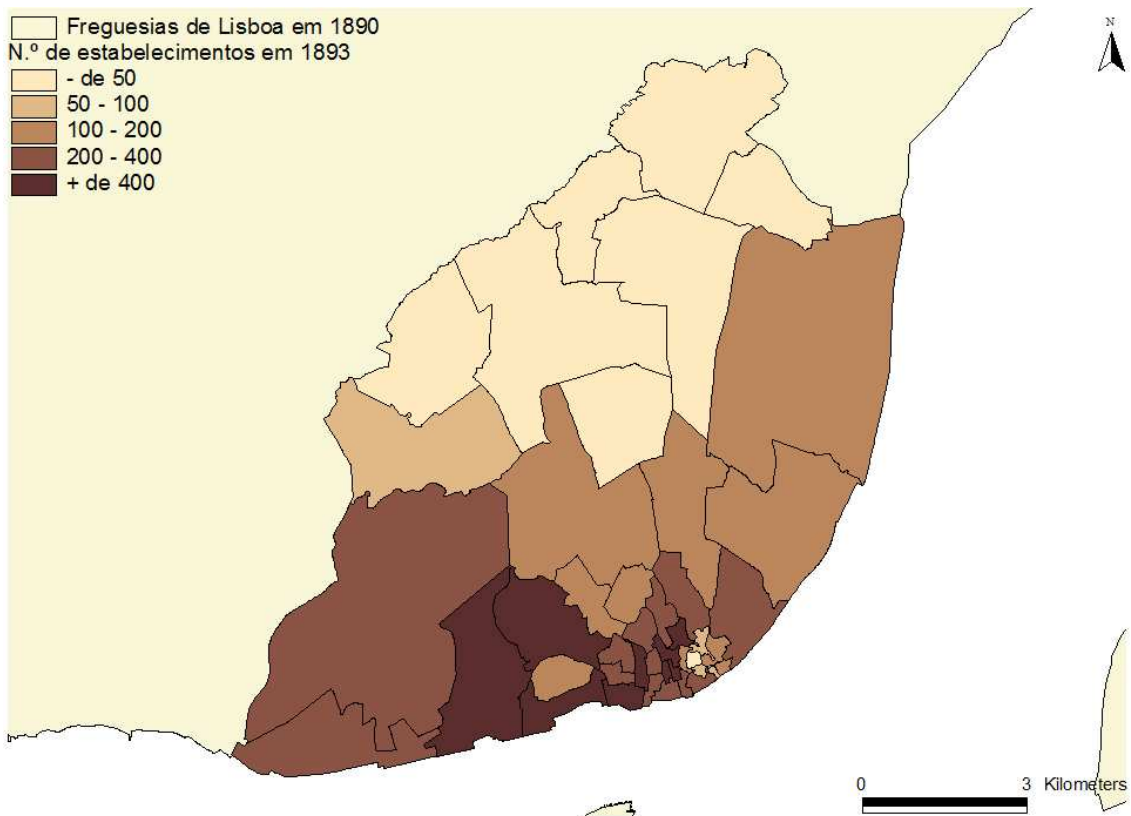 Freguesias de Lisboa em 1890
N.º de estabelecimentos em 1893
- de 50
50 - 100
100 - 200
200 - 400
+ de 400
N
0 3 Kilometers